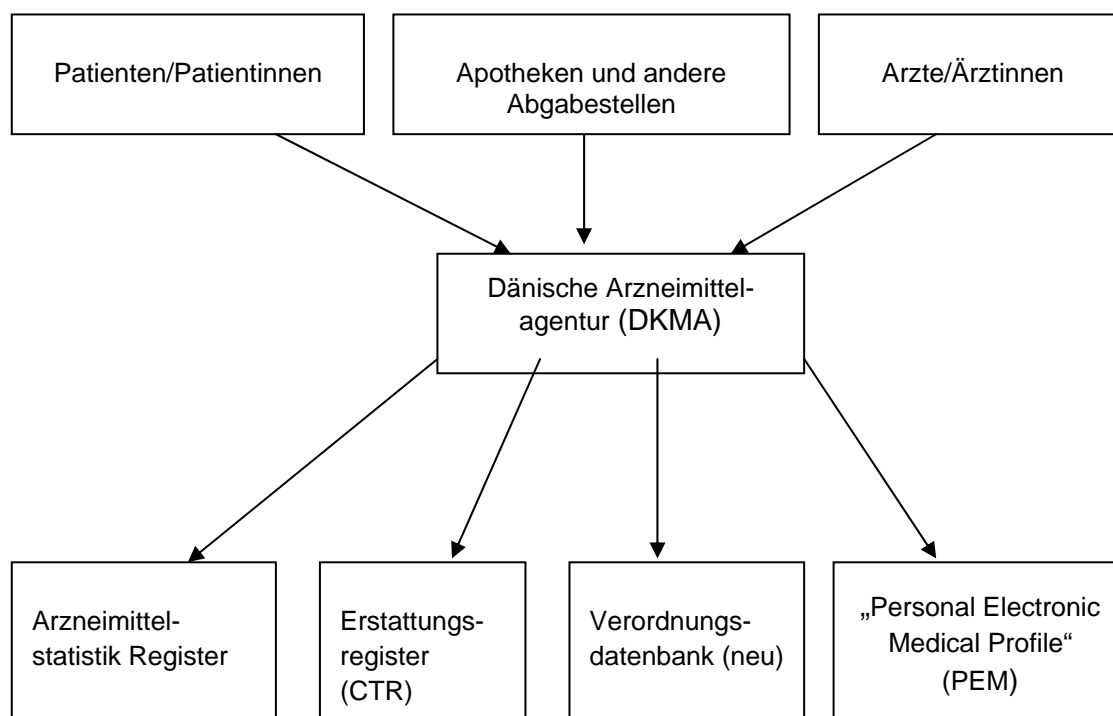 Patienten/Patientinnen
Apotheken und andere
Abgabestellen
Arzte/Ärztinnen
Dänische Arzneimittel-
agentur (DKMA)
Arzneimittel-
statistik Register
Erstattungs-
register
(CTR)
Verordnungs-
datenbank (neu)
„Personal Electronic
Medical Profile“
(PEM)